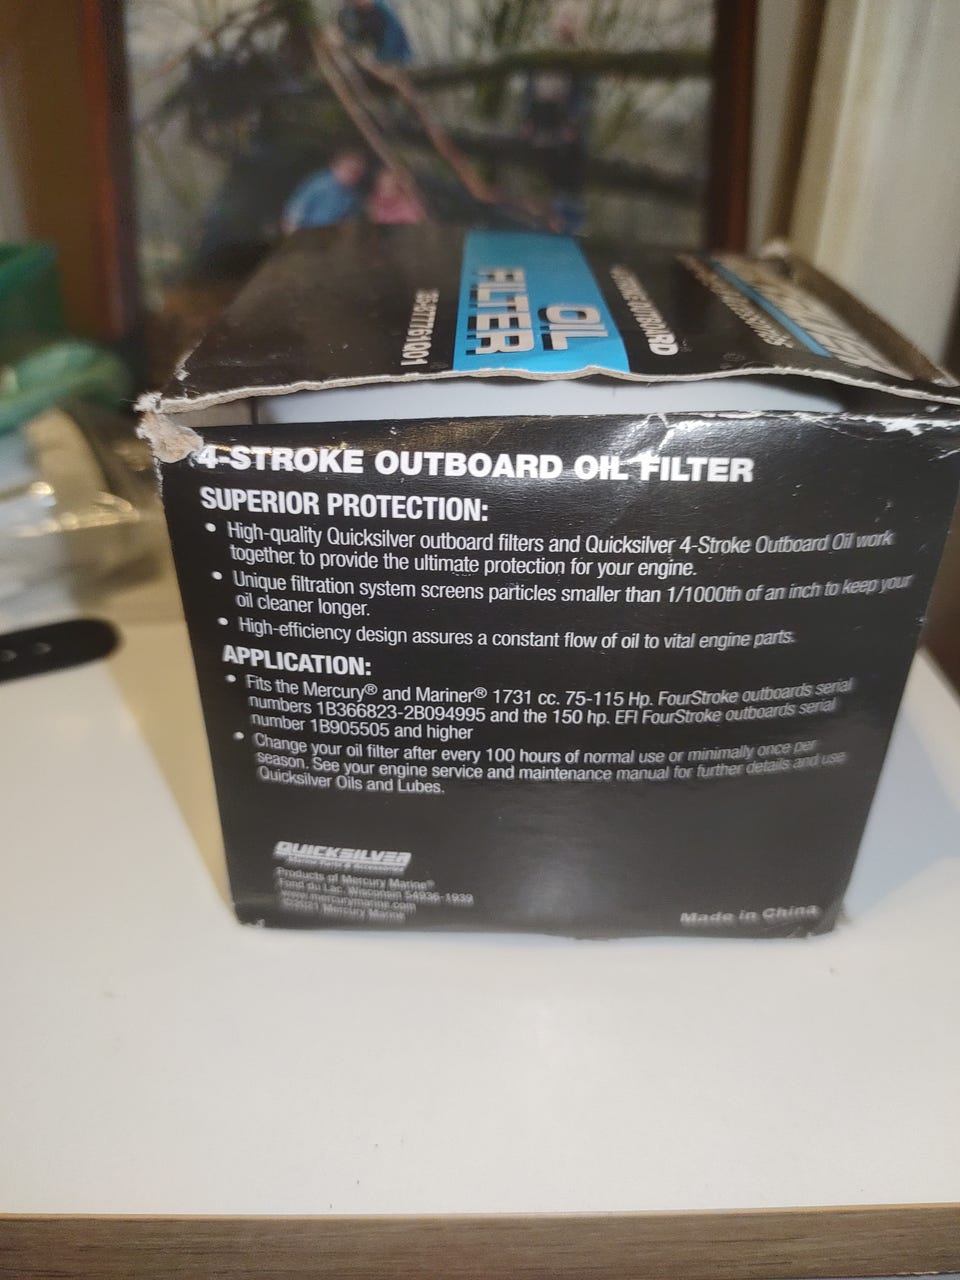 OIL
FILTER
4-STROKE OUTBOARD OIL FILTER
SUPERIOR PROTECTION:
• High-quality Quicksilver outboard filters and Quicksilver 4-Stroke Outboard Oil work
together to provide the ultimate protection for your engine.
• Unique filtration system screens particles smaller than 1/1000th of an inch to keep your
oil cleaner longer.
• High-efficiency design assures a constant flow of oil to vital engine parts.
APPLICATION:
• Fits the Mercury® and Mariner® 1731 cc. 75-115 Hp. FourStroke outboards serial
numbers 1B366823-2B094995 and the 150 hp. EFI FourStroke outboards serial
number 1B905505 and higher
• Change your oil filter after every 100 hours of normal use or minimally once per
season. See your engine service and maintenance manual for further details and use
Quicksilver Oils and Lubes.
QUICKSILVER
Marine Parts & Accessories
Products of Mercury Marine®
Fond du Lac, Wisconsin 54936-1939
www.mercurymarine.com
©2021 Mercury Marine
Made in China